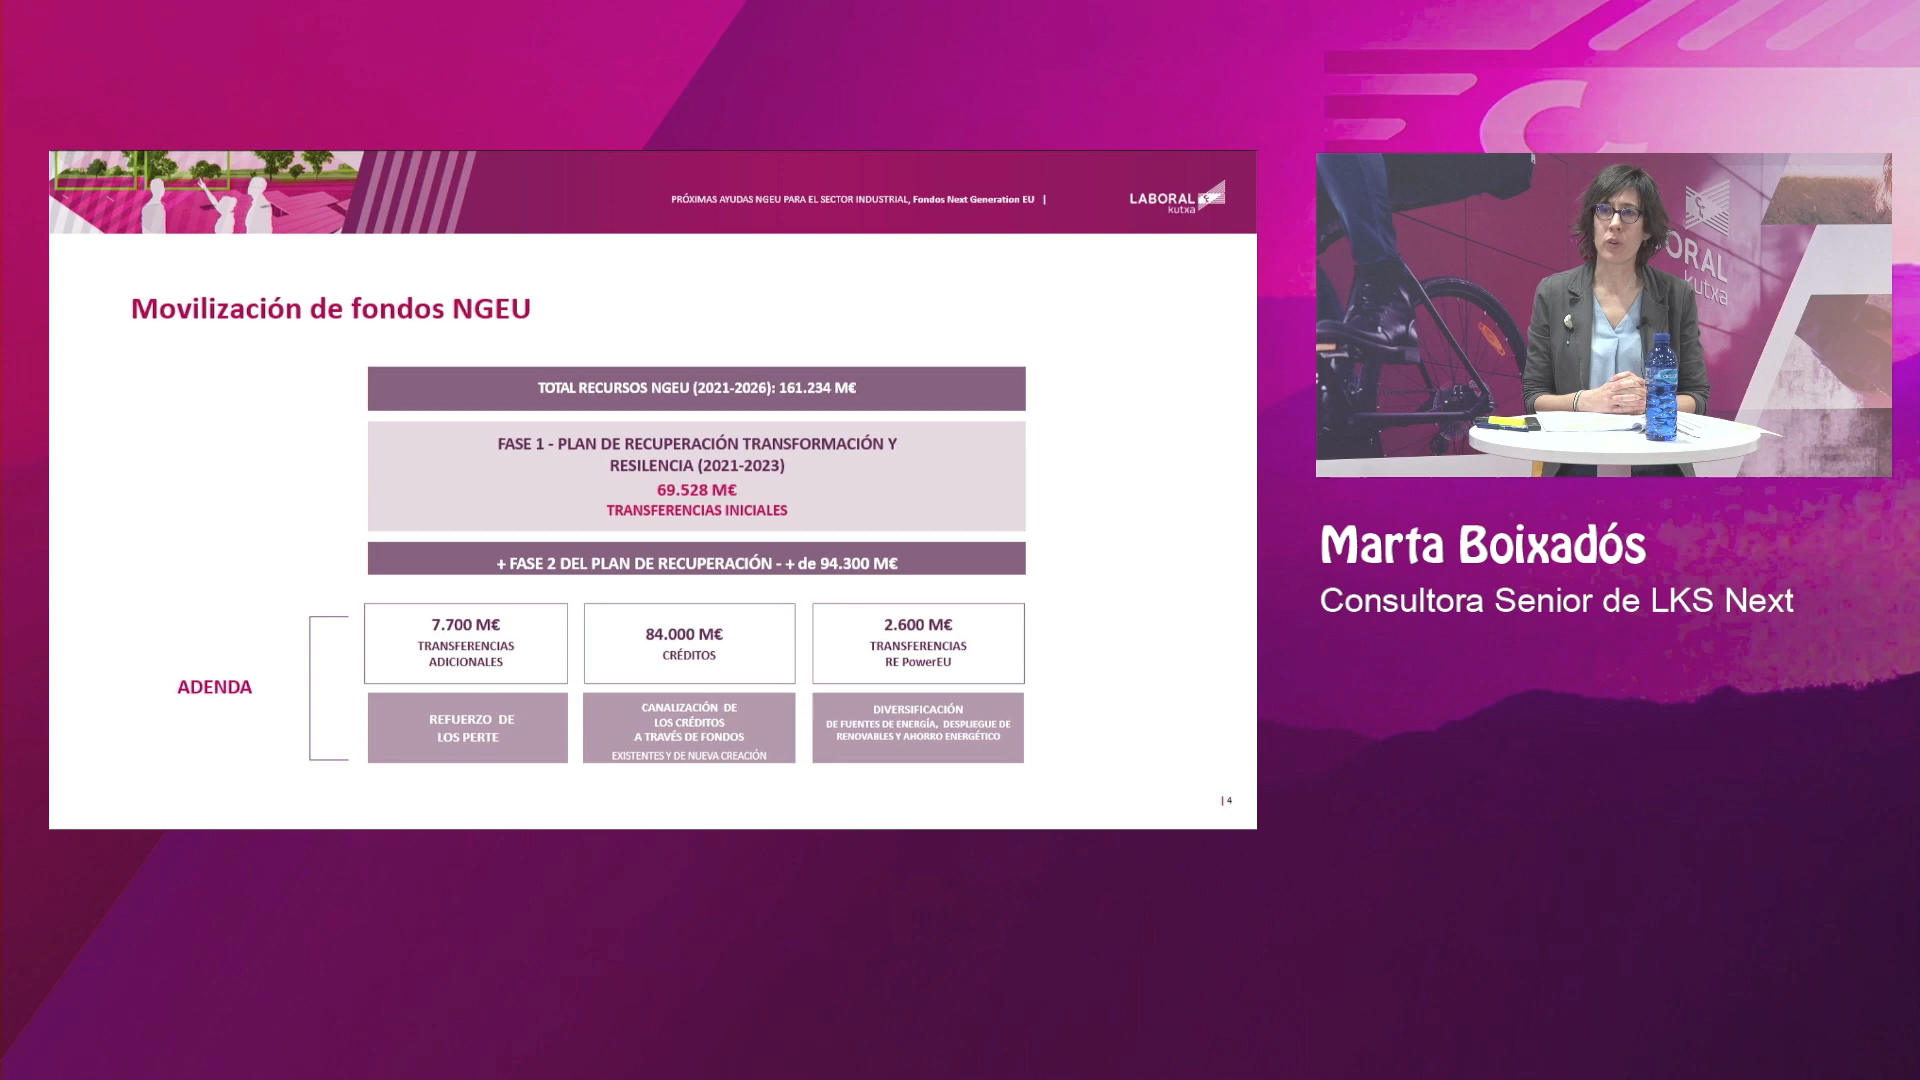 PRÓXIMAS AYUDAS NGEU PARA EL SECTOR INDUSTRIAL, Fondos Next Generation EU |
LABORAL
kutxa
Movilización de fondos NGEU
TOTAL RECURSOS NGEU (2021-2026): 161.234 M€
FASE 1 - PLAN DE RECUPERACIÓN TRANSFORMACIÓN Y
RESILENCIA (2021-2023)
69.528 M€
TRANSFERENCIAS INICIALES
+ FASE 2 DEL PLAN DE RECUPERACIÓN - + de 94.300 M€
ADENDA
7.700 M€
TRANSFERENCIAS
ADICIONALES
84.000 M€
CRÉDITOS
2.600 M€
TRANSFERENCIAS
RE PowerEU
REFUERZO DE
LOS PERTE
CANALIZACIÓN DE
LOS CRÉDITOS
A TRAVÉS DE FONDOS
EXISTENTES Y DE NUEVA CREACIÓN
DIVERSIFICACIÓN
DE FUENTES DE ENERGÍA, DESPLIEGUE DE
RENOVABLES Y AHORRO ENERGÉTICO
| 4
ORAL
kutxa
Marta Boixadós
Consultora Senior de LKS Next